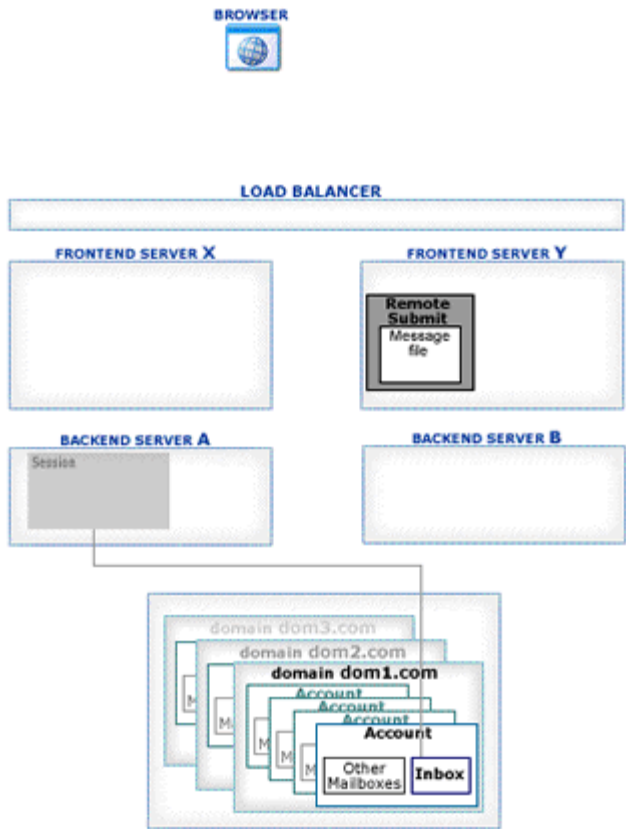 BROWSER
LOAD BALANCER
FRONTEND SERVER X
FRONTEND SERVER Y
Remote
Submit
Message
file
BACKEND SERVER A
BACKEND SERVER B
Session
domain dom3.com
domain dom2.com
domain dom1.com
Account
Account
Account
Account
M
M
M
M
M
Other
Mailboxes
Inbox